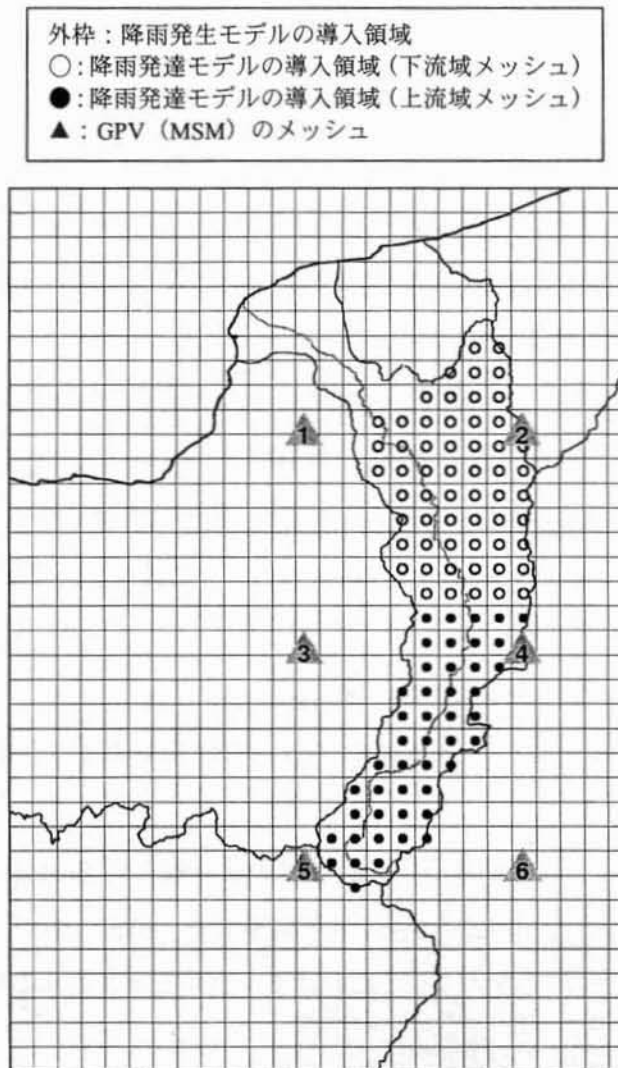 外枠：降雨発生モデルの導入領域
○：降雨発達モデルの導入領域（下流域メッシュ）
●：降雨発達モデルの導入領域（上流域メッシュ）
▲：GPV（MSM）のメッシュ
1 2
3 4
5 6